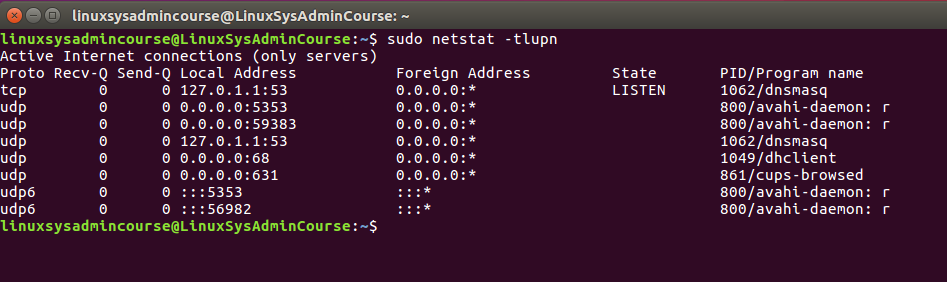 linuxsysadmincourse@LinuxSysAdminCourse: ~
linuxsysadmincourse@LinuxSysAdminCourse:~$ sudo netstat -tlupn
Active Internet connections (only servers)
Proto Recv-Q Send-Q Local Address           Foreign Address         State       PID/Program name
tcp        0      0 127.0.1.1:53            0.0.0.0:*               LISTEN      1062/dnsmasq
udp        0      0 0.0.0.0:5353            0.0.0.0:*                           800/avahi-daemon: r
udp        0      0 0.0.0.0:59383           0.0.0.0:*                           800/avahi-daemon: r
udp        0      0 127.0.1.1:53            0.0.0.0:*                           1062/dnsmasq
udp        0      0 0.0.0.0:68              0.0.0.0:*                           1049/dhclient
udp        0      0 0.0.0.0:631             0.0.0.0:*                           861/cups-browsed
udp6       0      0 :::5353                 :::*                                800/avahi-daemon: r
udp6       0      0 :::56982                :::*                                800/avahi-daemon: r
linuxsysadmincourse@LinuxSysAdminCourse:~$